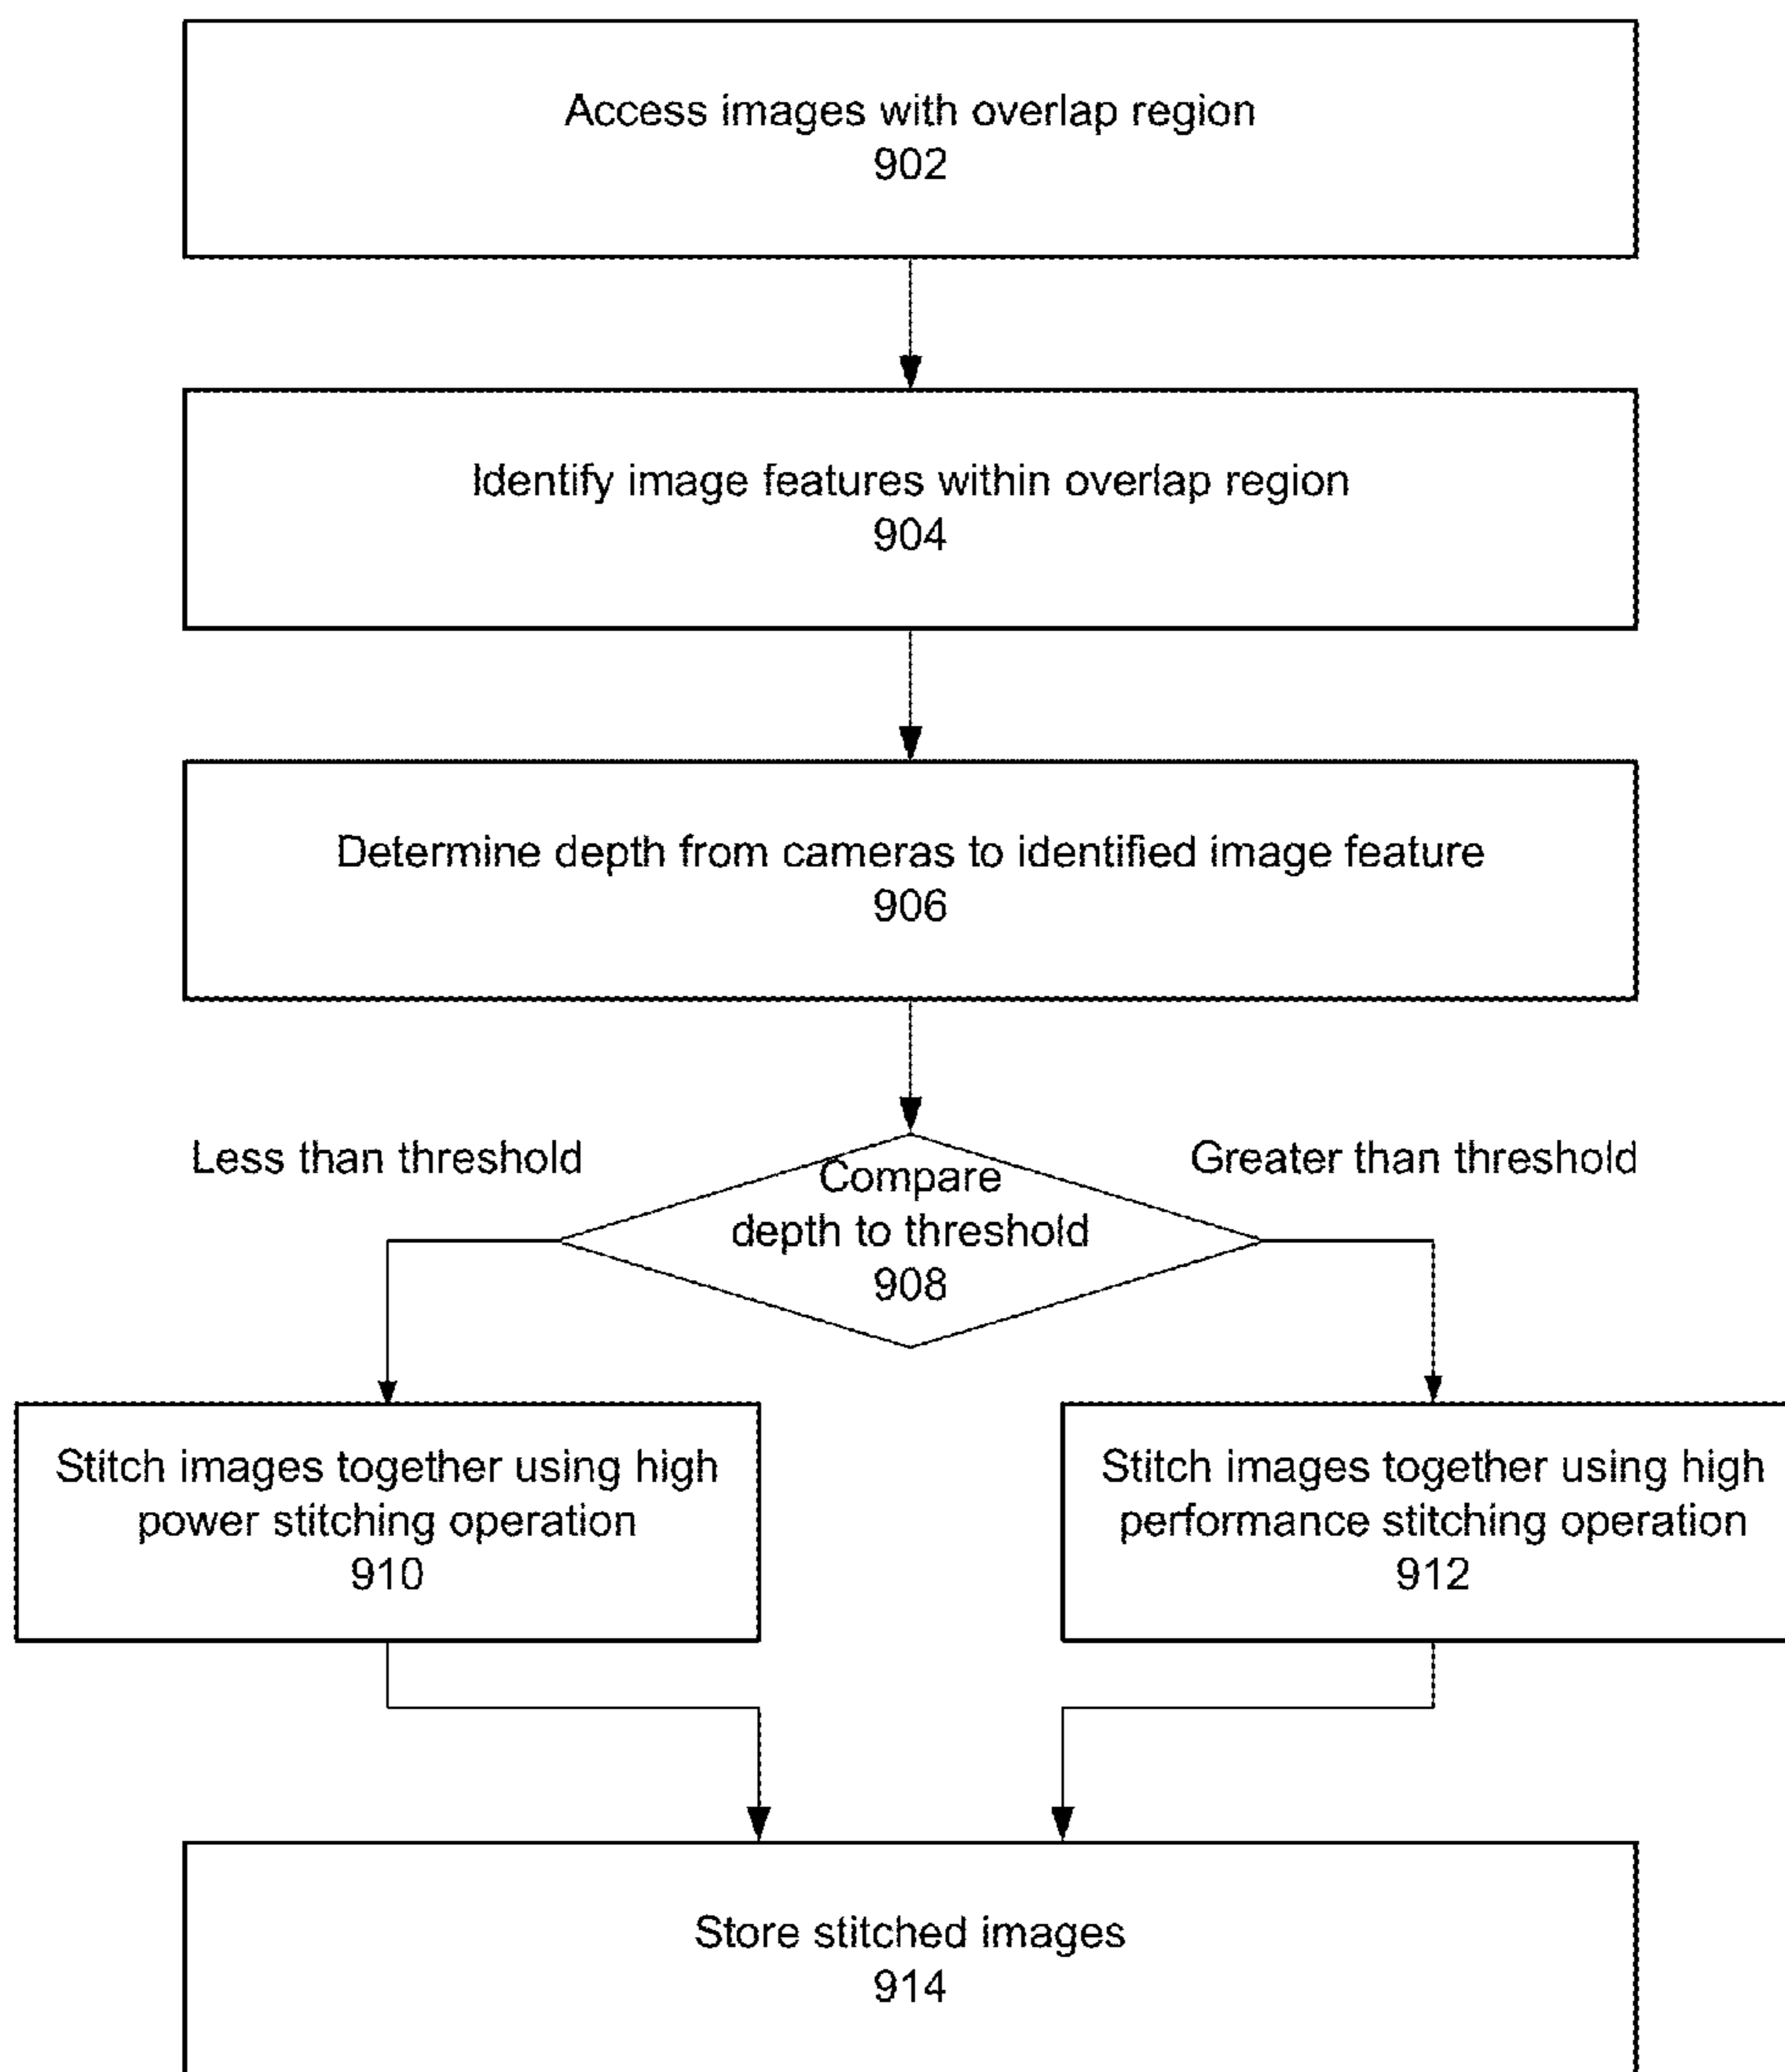 Access images with overlap region
902
Identify image features within overlap region
904
Determine depth from cameras to identified image feature
906
Less than threshold
Greater than threshold
Compare
depth to threshold
908
Stitch images together using high
power stitching operation
910
Stitch images together using high
performance stitching operation
912
Store stitched images
914